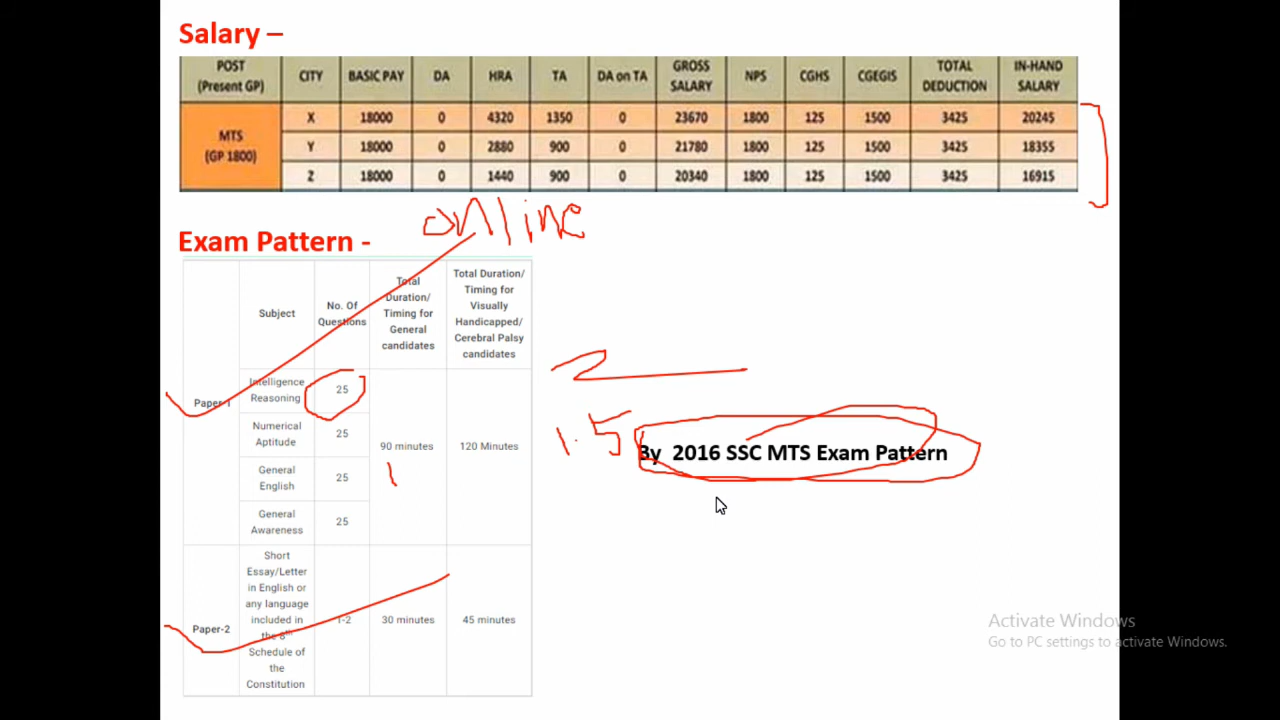 Salary –
POST (Present GP) CITY BASIC PAY DA HRA TA DA on TA GROSS SALARY NPS CGHS CGEGIS TOTAL DEDUCTION IN-HAND SALARY
MTS (GP 1800)
X 18000 0 4320 1350 0 23670 1800 125 1500 3425 20245
Y 18000 0 2880 900 0 21780 1800 125 1500 3425 18355
Z 18000 0 1440 900 0 20340 1800 125 1500 3425 16915
online
Exam Pattern -
Subject
No. Of Questions
Total Duration/ Timing for General candidates
Total Duration/ Timing for Visually Handicapped/ Cerebral Palsy candidates
Paper-1
Intelligence Reasoning 25
Numerical Aptitude 25
90 minutes 120 Minutes
General English 25
General Awareness 25
2
1.5
1
By 2016 SSC MTS Exam Pattern
Paper-2
Short
Essay/Letter
in English or
any language
included in
the 8th
Schedule of
the
Constitution
1-2 30 minutes 45 minutes
Activate Windows
Go to PC settings to activate Windows.